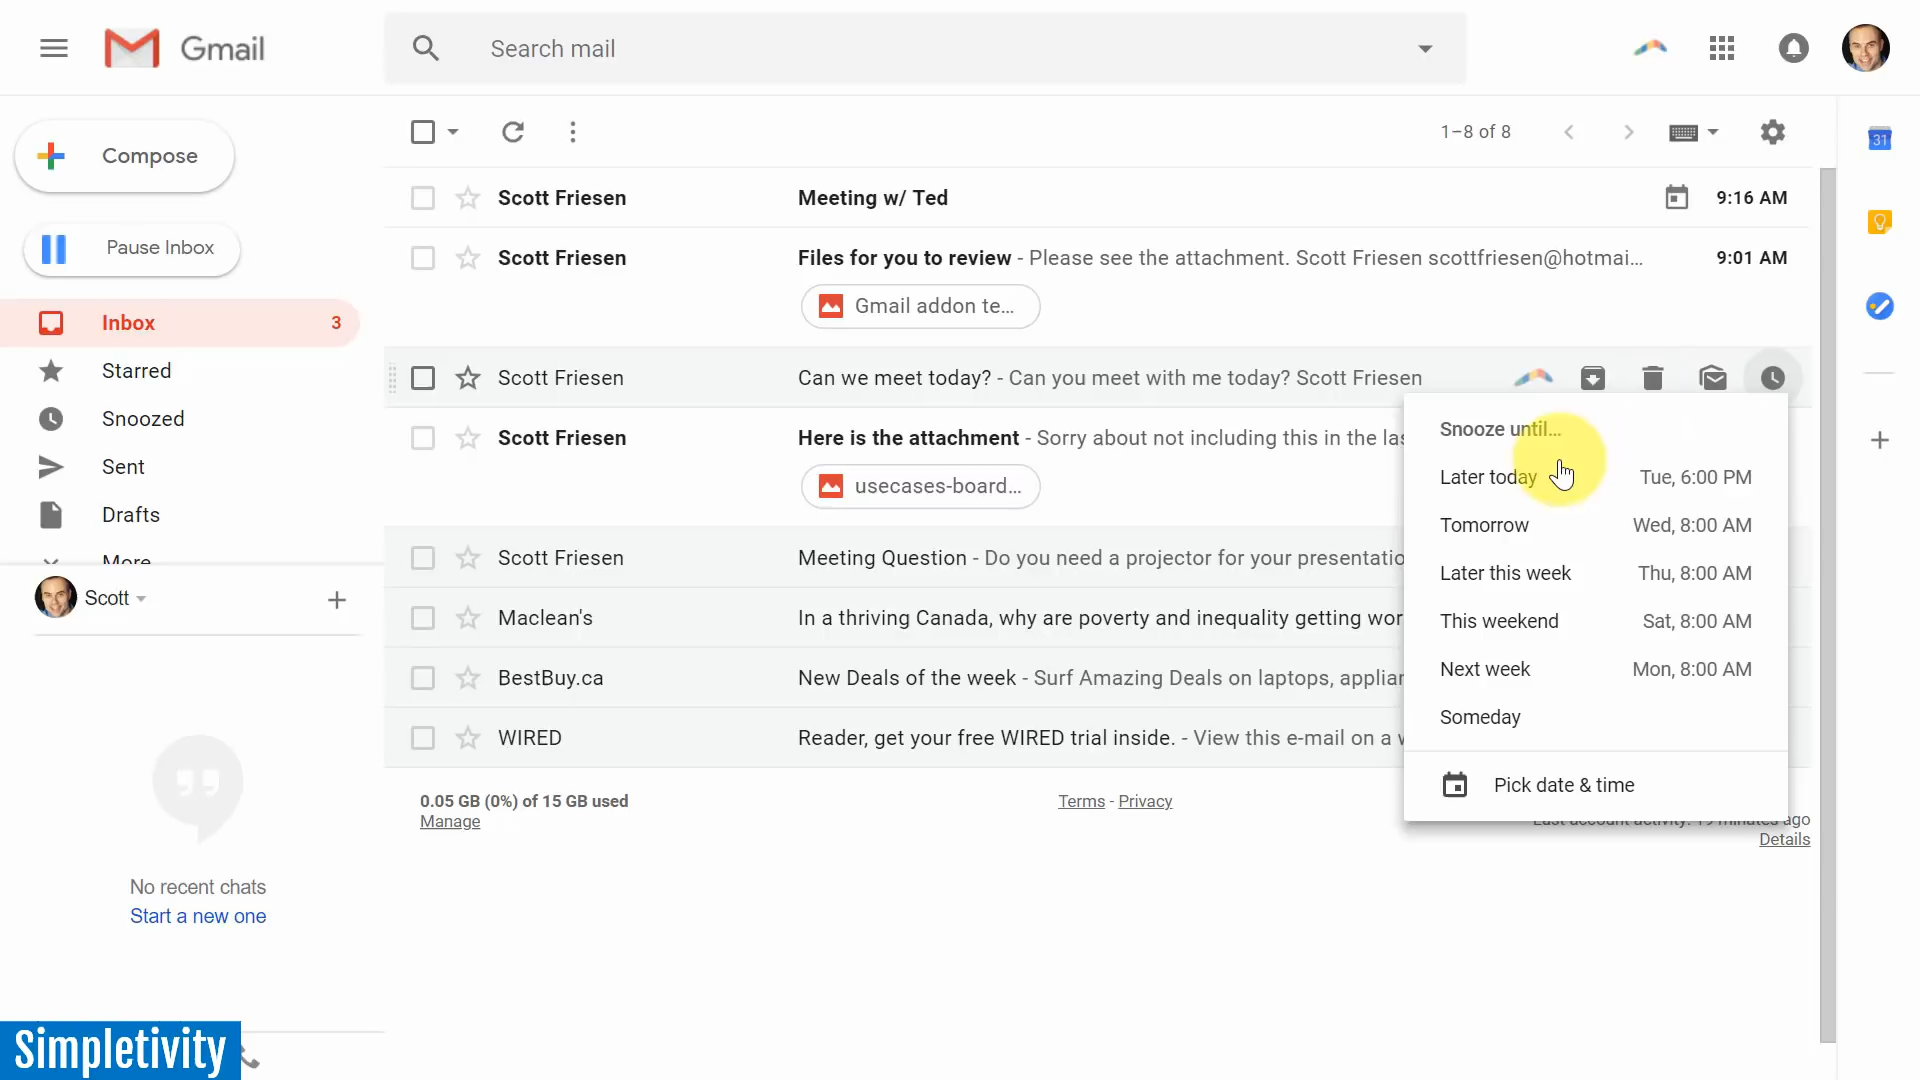 Gmail
Search mail
Compose
1–8 of 8
31
Scott Friesen Meeting w/ Ted 9:16 AM
Pause Inbox
Scott Friesen Files for you to review - Please see the attachment. Scott Friesen scottfriesen@hotmai... 9:01 AM
Gmail addon te...
Inbox 3
Starred
Scott Friesen Can we meet today? - Can you meet with me today? Scott Friesen
Snoozed
Scott Friesen Here is the attachment - Sorry about not including this in the las
Snooze until...
Sent
Later today Tue, 6:00 PM
usecases-board...
Drafts
Tomorrow Wed, 8:00 AM
More
Scott Friesen Meeting Question - Do you need a projector for your presentatio
Later this week Thu, 8:00 AM
Scott
Maclean's In a thriving Canada, why are poverty and inequality getting wor
This weekend Sat, 8:00 AM
BestBuy.ca New Deals of the week - Surf Amazing Deals on laptops, applian
Next week Mon, 8:00 AM
Someday
WIRED Reader, get your free WIRED trial inside. - View this e-mail on a w
Pick date & time
0.05 GB (0%) of 15 GB used
Manage
Terms - Privacy
Last account activity: 19 minutes ago
Details
No recent chats
Start a new one
Simpletivity